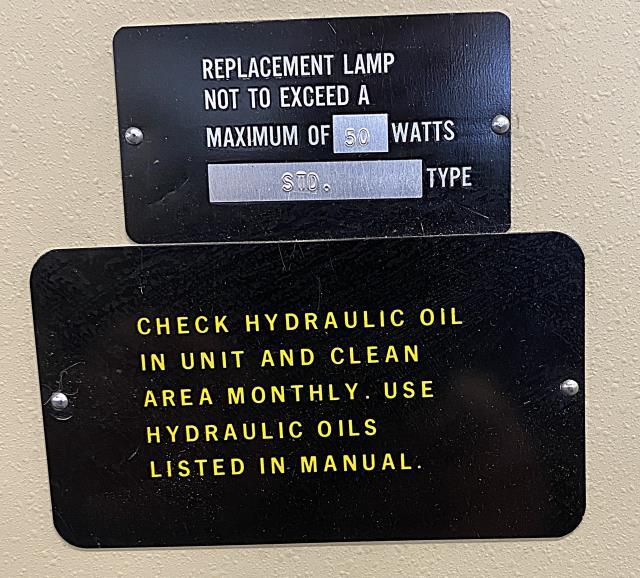 REPLACEMENT LAMP
NOT TO EXCEED A
MAXIMUM OF 50 WATTS
STD. TYPE
CHECK HYDRAULIC OIL
IN UNIT AND CLEAN
AREA MONTHLY. USE
HYDRAULIC OILS
LISTED IN MANUAL.